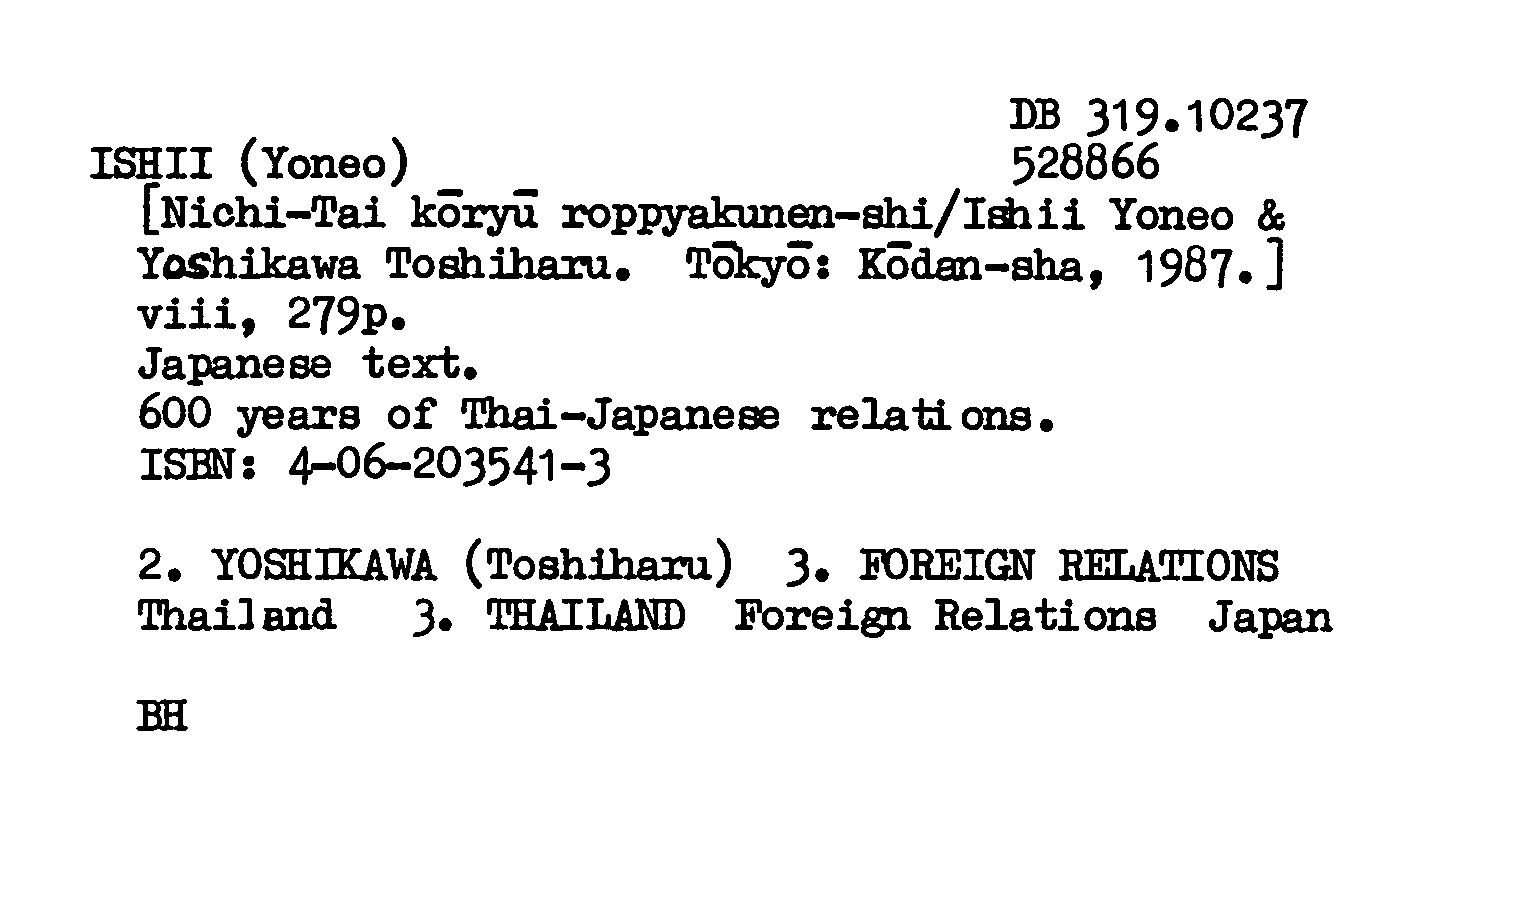 DB 319.10237
ISHII (Yoneo) 528866
[Nichi-Tai kōryū roppyakunen-shi/Ishii Yoneo &
Yoshikawa Toshiharu. Tōkyō: Kōdan-sha, 1987.]
viii, 279p.
Japanese text.
600 years of Thai-Japanese relations.
ISBN: 4-06-203541-3
2. YOSHIKAWA (Toshiharu) 3. FOREIGN RELATIONS
Thailand 3. THAILAND Foreign Relations Japan
BH